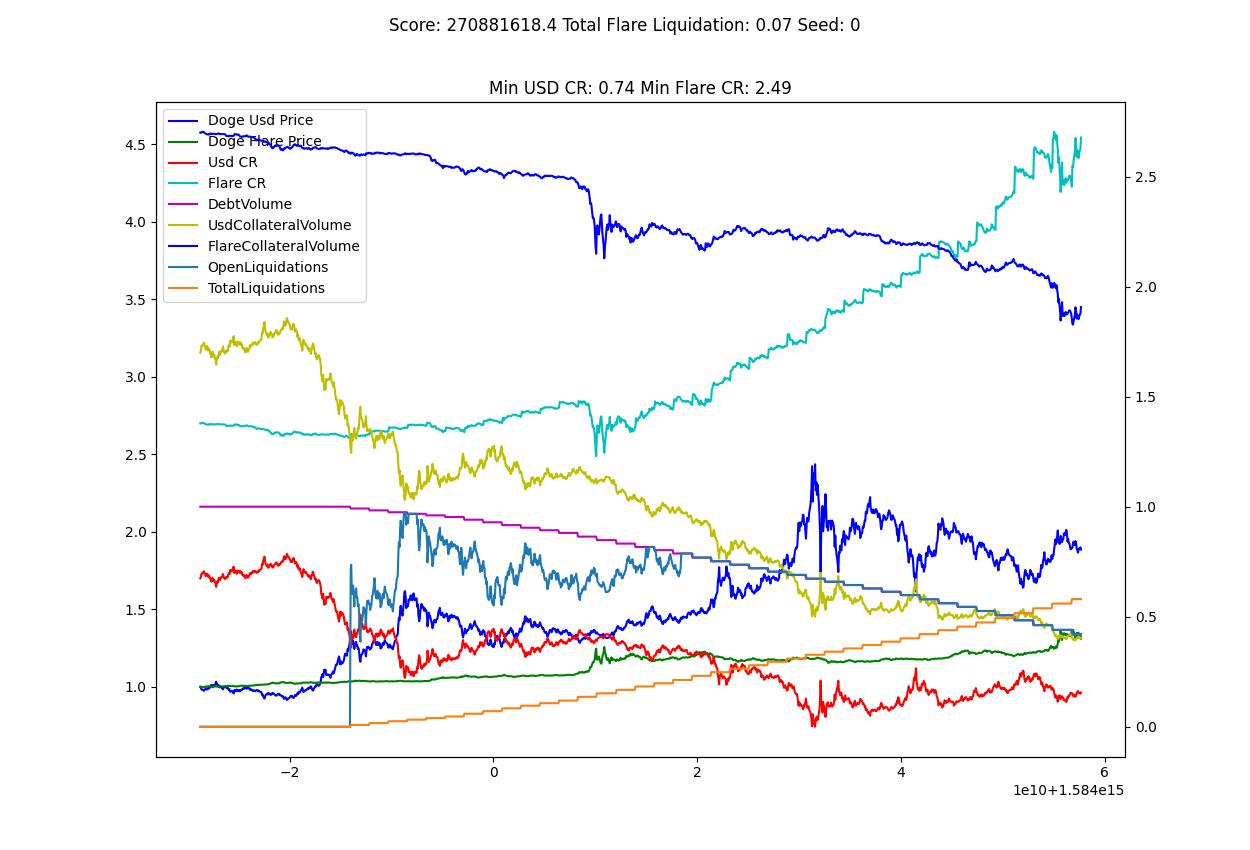 Score: 270881618.4 Total Flare Liquidation: 0.07 Seed: 0
Min USD CR: 0.74 Min Flare CR: 2.49
Doge Usd Price
Doge Flare Price
Usd CR
Flare CR
DebtVolume
UsdCollateralVolume
FlareCollateralVolume
OpenLiquidations
TotalLiquidations
4.5
4.0
3.5
3.0
2.5
2.0
1.5
1.0
2.5
2.0
1.5
1.0
0.5
0.0
−2
0
2
4
6
1e10+1.584e15